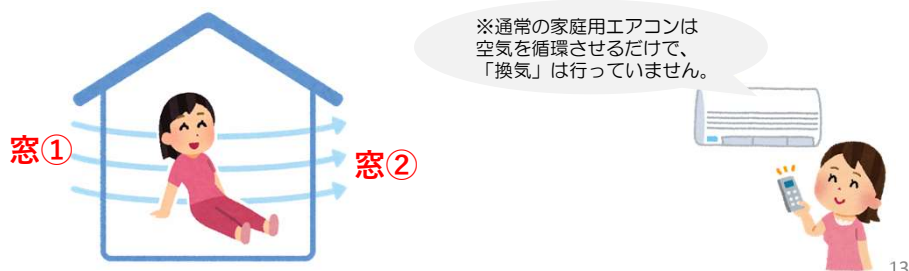 ※通常の家庭用エアコンは
空気を循環させるだけで、
「換気」は行っていません。
窓①
窓②
13